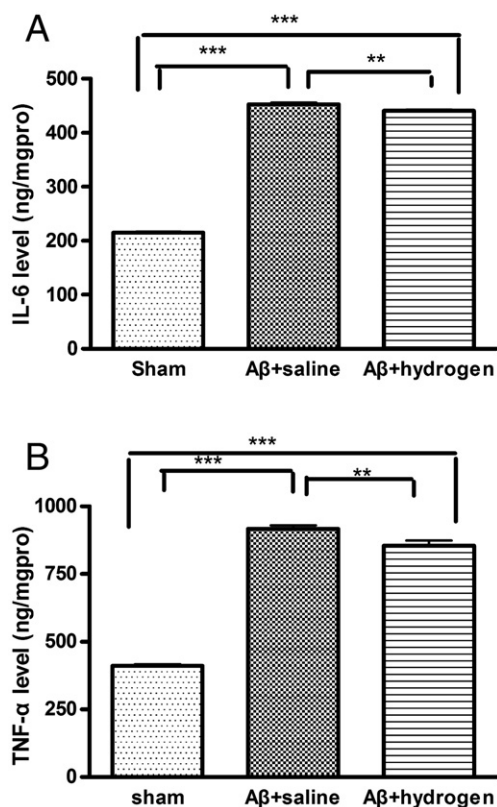 A
***
***
**
500
400
300
200
100
0
IL-6 level (ng/mgpro)
Sham Aβ+saline Aβ+hydrogen
B
***
***
**
1000
750
500
250
0
TNF-α level (ng/mgpro)
sham Aβ+saline Aβ+hydrogen